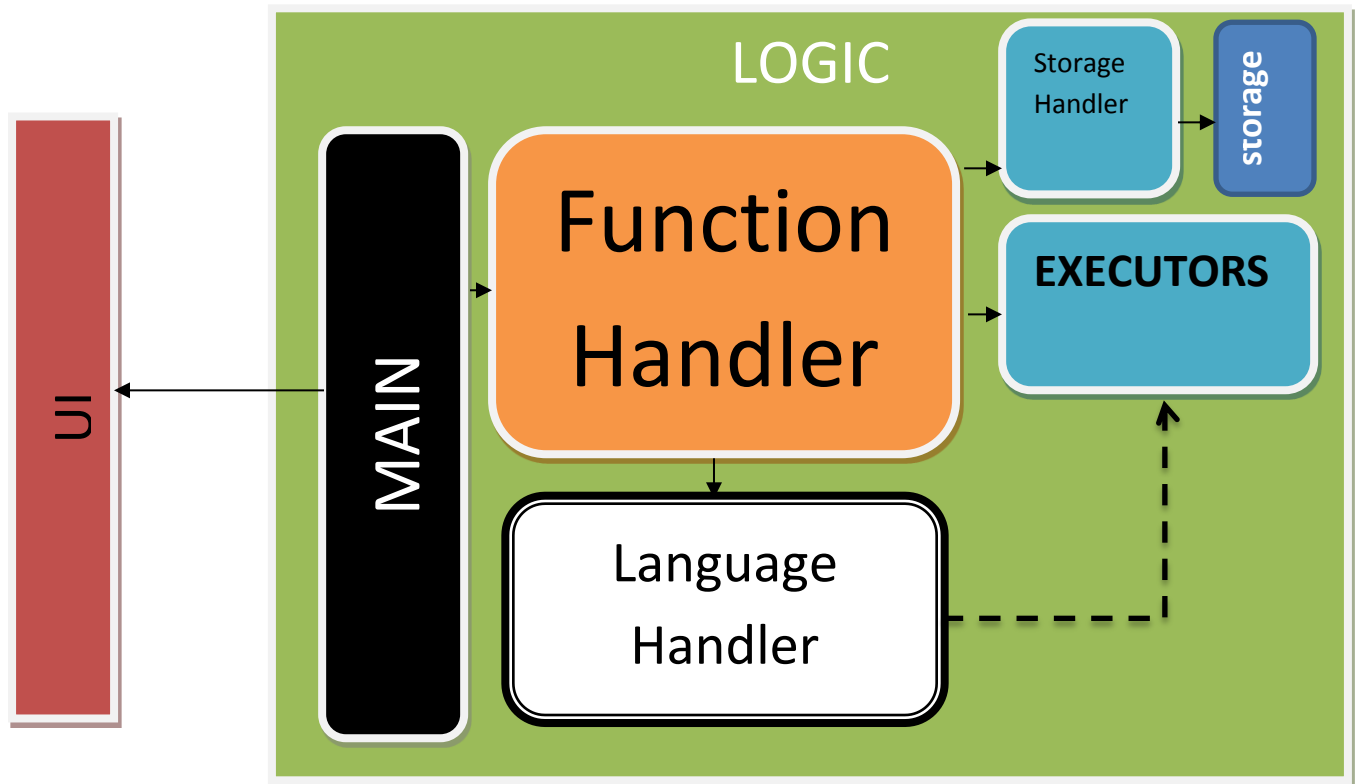 LOGIC
Storage
Handler
storage
Function
Handler
EXECUTORS
UI
MAIN
Language
Handler